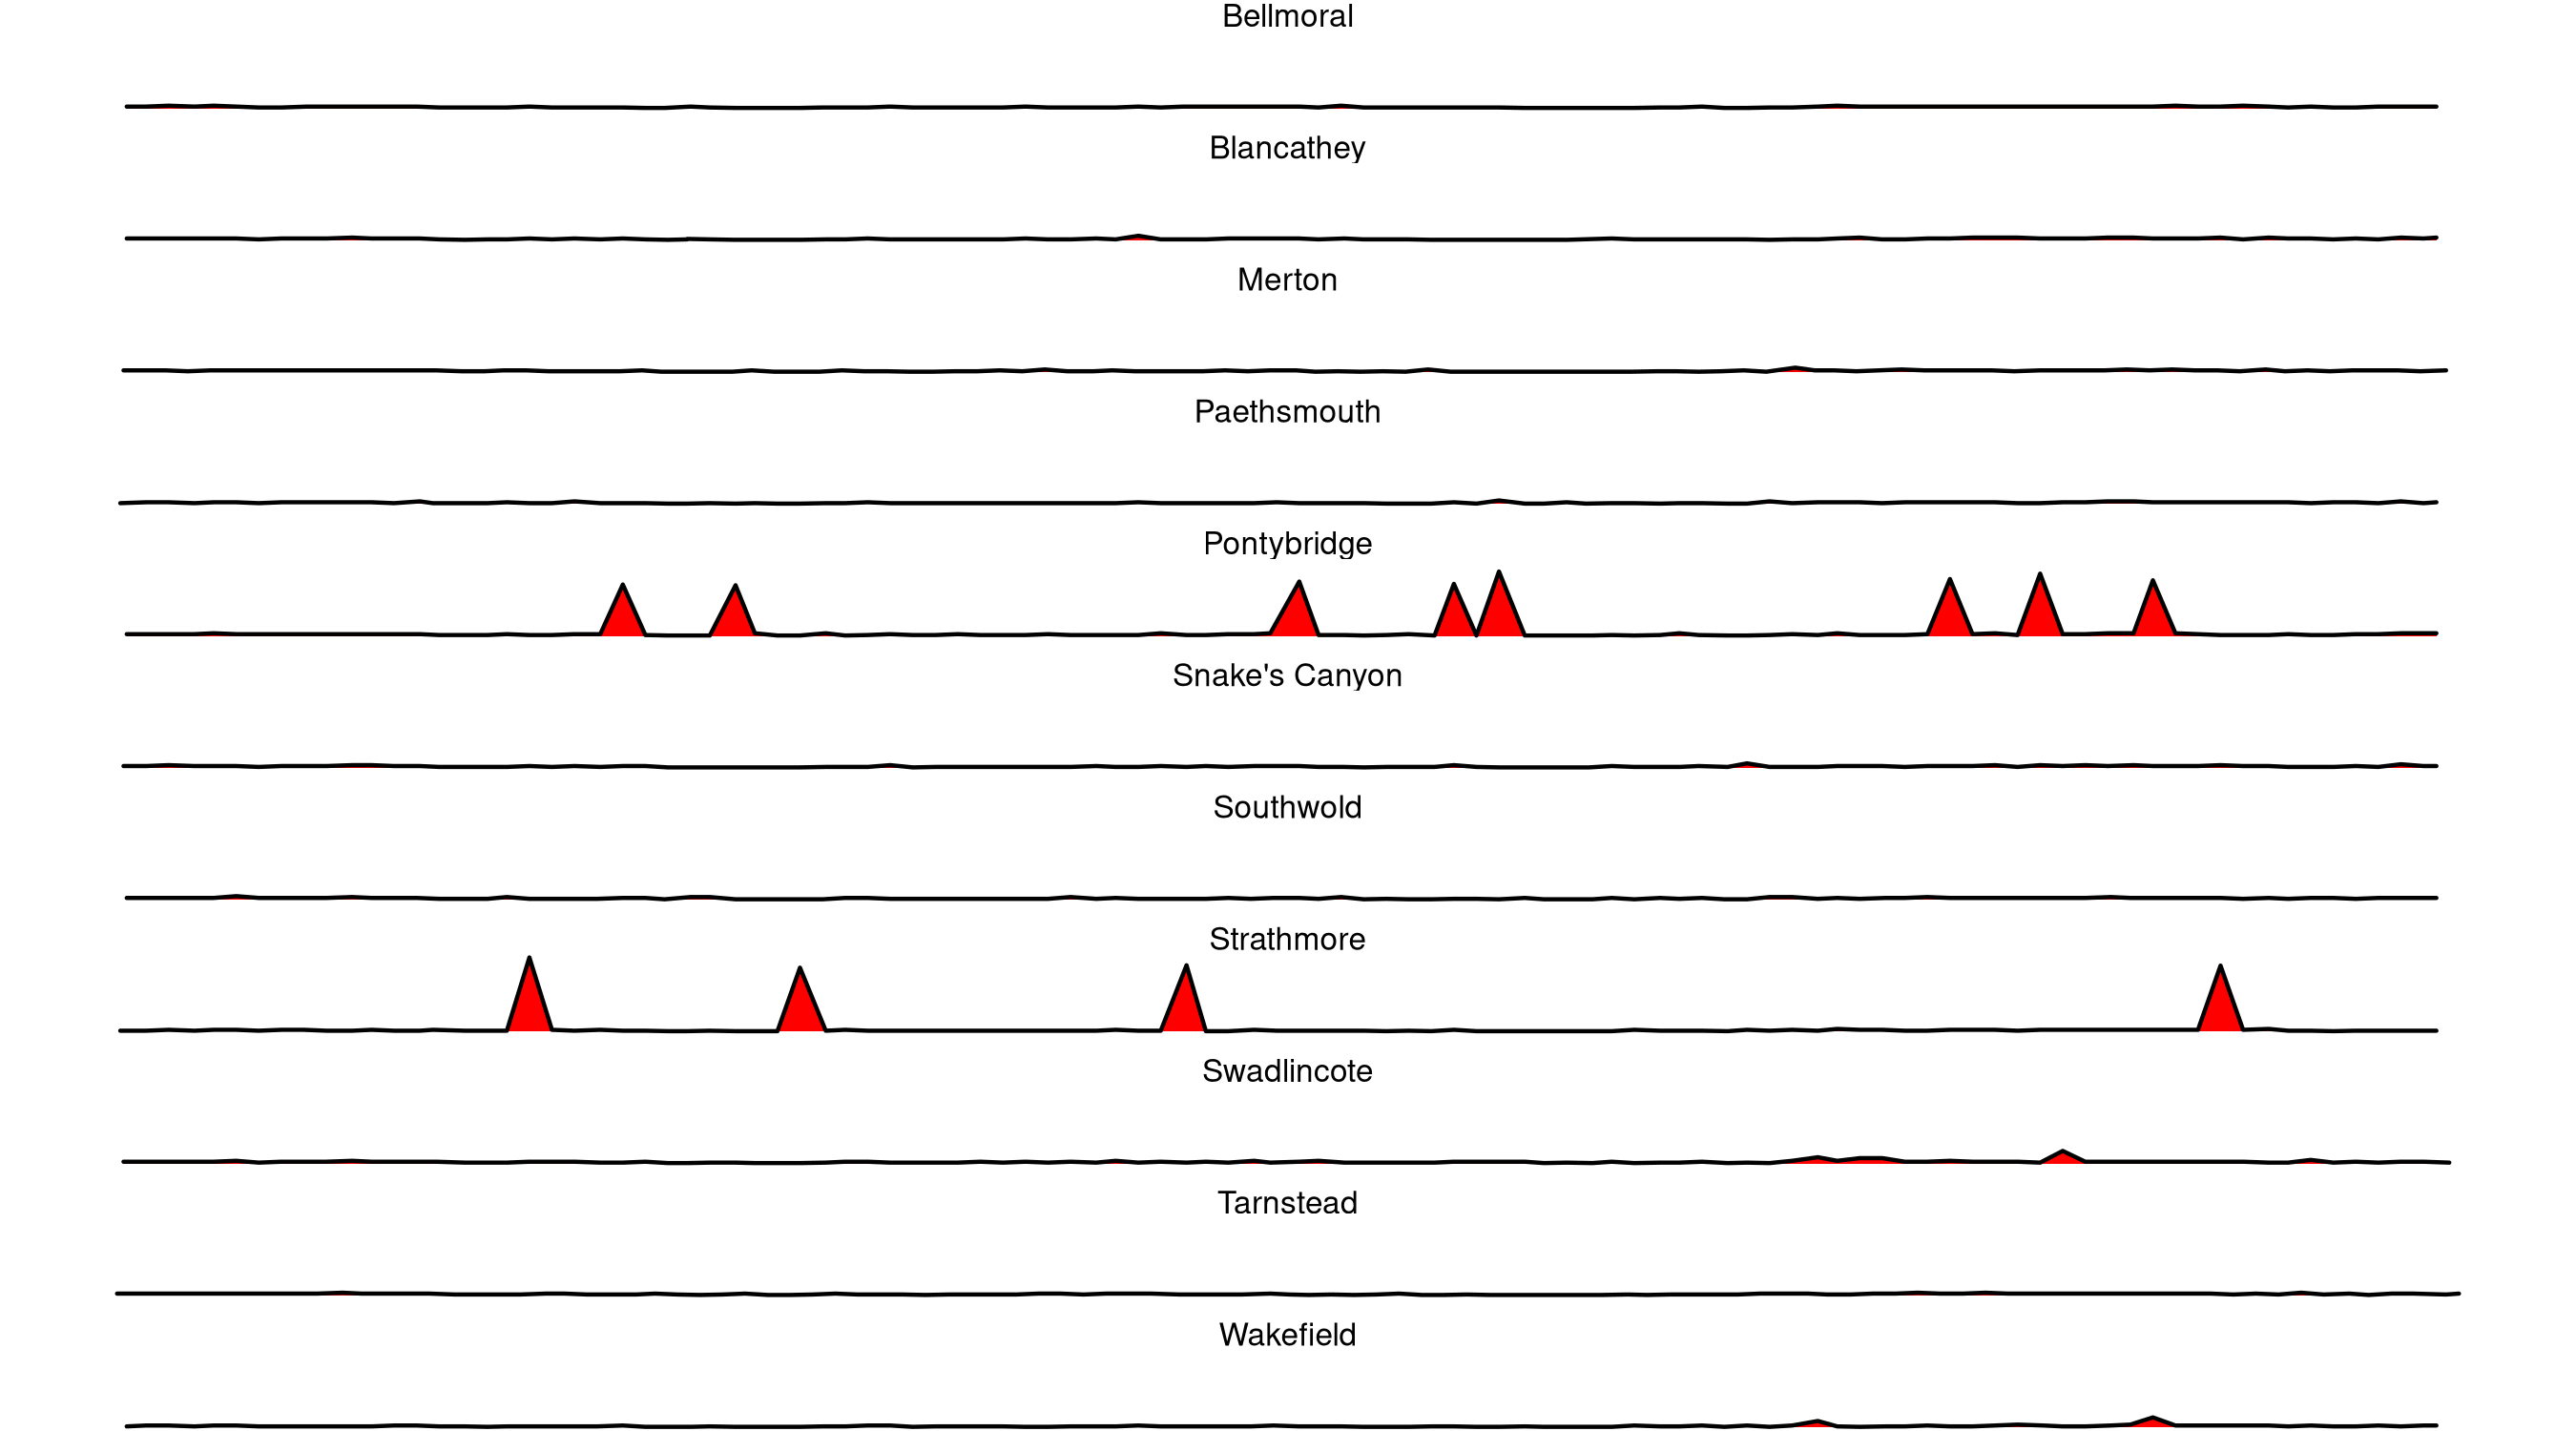 Bellmoral
Blancathey
Merton
Paethsmouth
Pontybridge
Snake's Canyon
Southwold
Strathmore
Swadlincote
Tarnstead
Wakefield